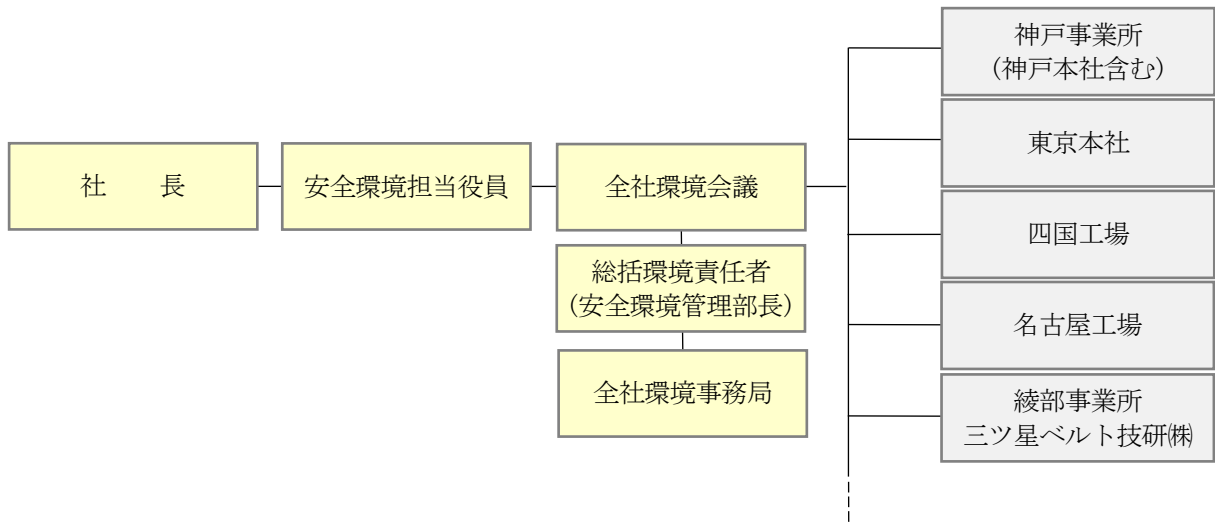 社　　長
安全環境担当役員
全社環境会議
総括環境責任者
(安全環境管理部長)
全社環境事務局
神戸事業所
(神戸本社含む)
東京本社
四国工場
名古屋工場
綾部事業所
三ツ星ベルト技研㈱